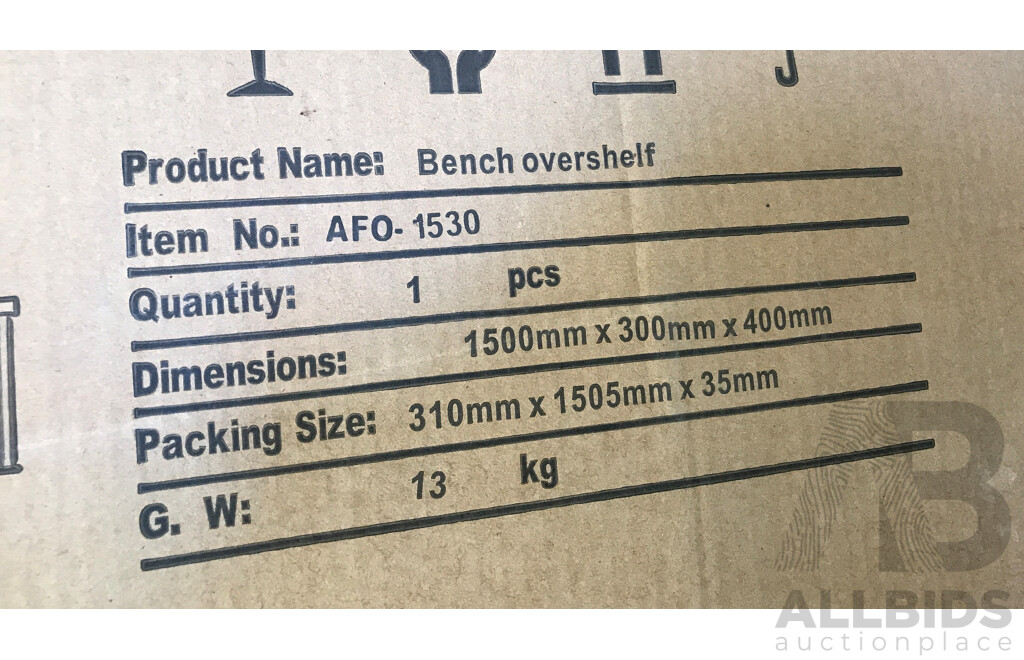 Product Name: Bench overshelf
Item No.: AFO- 1530
Quantity: 1 pcs
Dimensions: 1500mm x 300mm x 400mm
Packing Size: 310mm x 1505mm x 35mm
G. W: 13 kg
AB
ALLBIDS
auctionplace